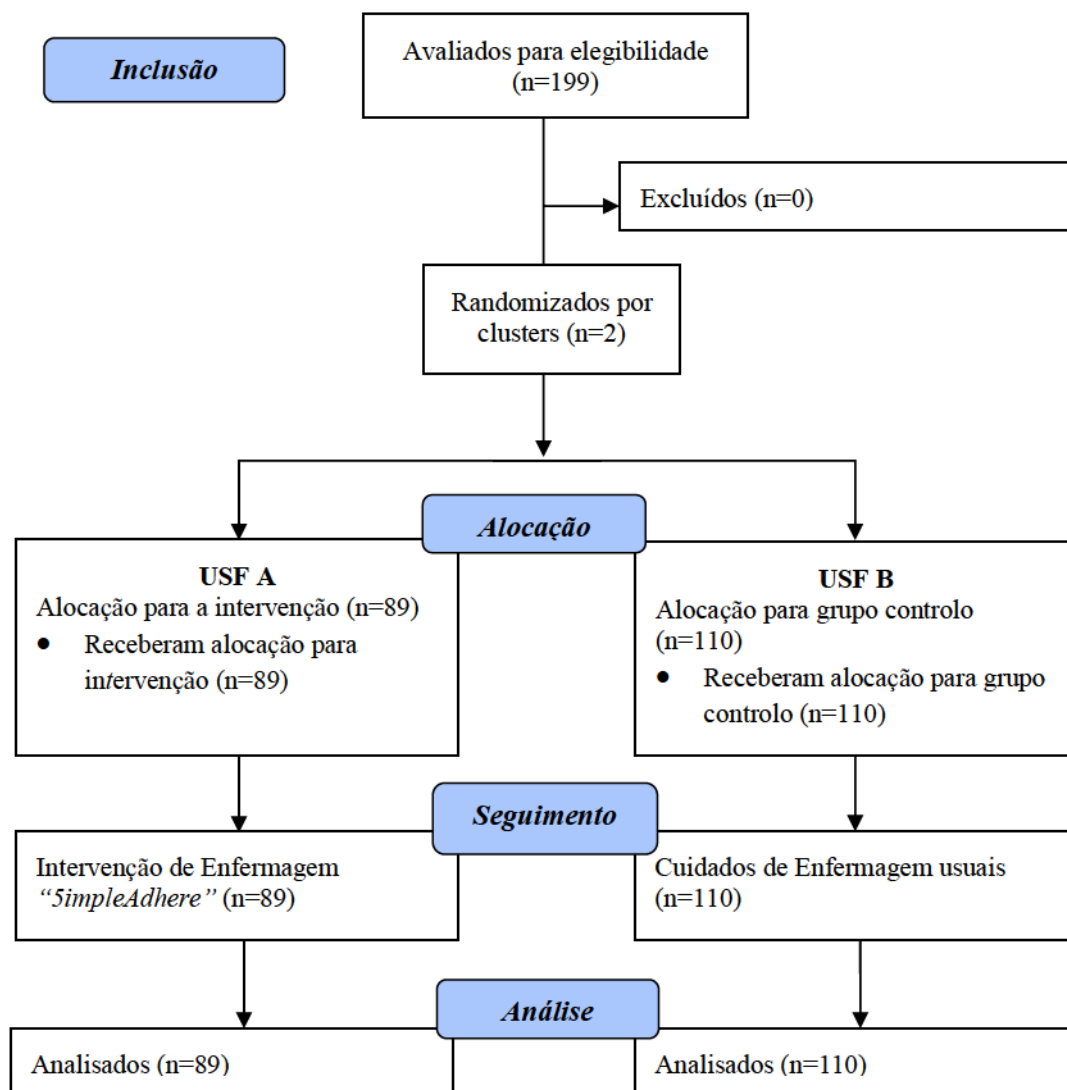 Inclusão
Avaliados para elegibilidade
(n=199)
Excluídos (n=0)
Randomizados por
clusters (n=2)
Alocação
USF A
Alocação para a intervenção (n=89)
● Receberam alocação para
intervenção (n=89)
USF B
Alocação para grupo controlo
(n=110)
● Receberam alocação para grupo
controlo (n=110)
Seguimento
Intervenção de Enfermagem
“5impleAdhere” (n=89)
Cuidados de Enfermagem usuais
(n=110)
Análise
Analisados (n=89)
Analisados (n=110)